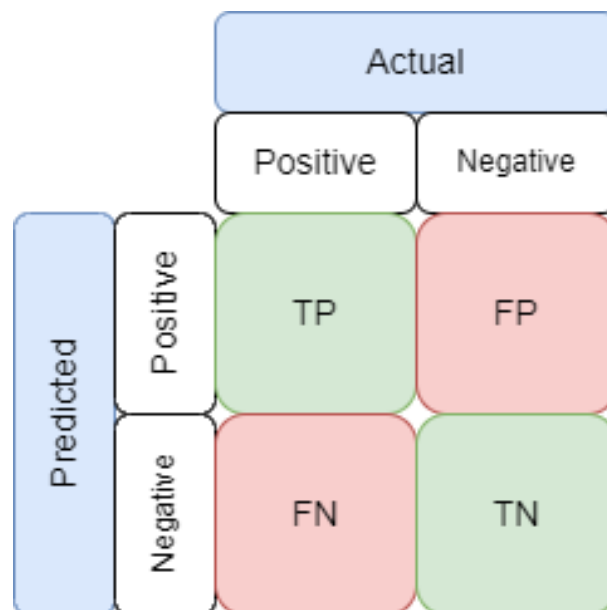 Actual
Positive Negative
Predicted
Positive
TP FP
Negative
FN TN